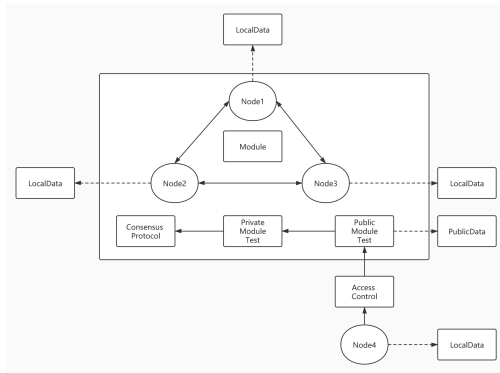 LocalData
Node1
Module
LocalData
Node2
Node3
LocalData
Consensus
Protocol
Private
Module
Test
Public
Module
Test
PublicData
Access
Control
Node4
LocalData